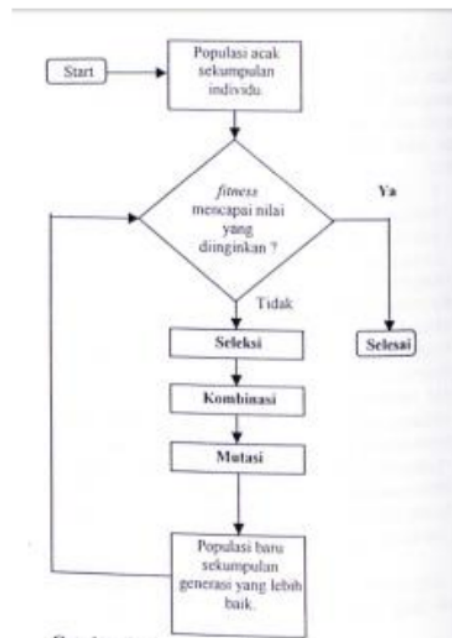 Start
Populasi acak
sekumpulan
individu
fitness
mencapai nilai
yang
diinginkan ?
Ya
Tidak
Seleksi
Selesai
Kombinasi
Mutasi
Populasi baru
sekumpulan
generasi yang lebih
baik.